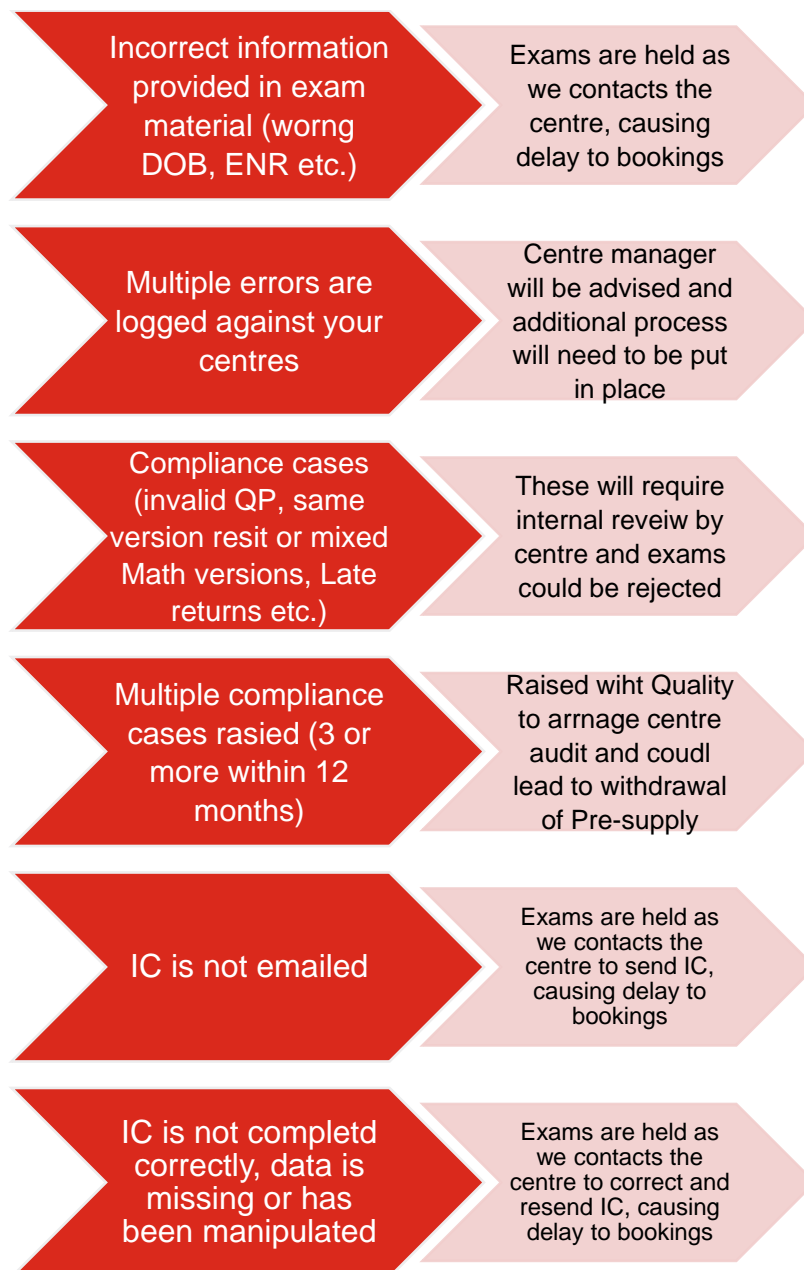 Incorrect information
provided in exam
material (worng
DOB, ENR etc.)
Exams are held as
we contacts the
centre, causing
delay to bookings
Multiple errors are
logged against your
centres
Centre manager
will be advised and
additional process
will need to be put
in place
Compliance cases
(invalid QP, same
version resit or mixed
Math versions, Late
returns etc.)
These will require
internal reveiw by
centre and exams
could be rejected
Multiple compliance
cases rasied (3 or
more within 12
months)
Raised wiht Quality
to arrnage centre
audit and coudl
lead to withdrawal
of Pre-supply
IC is not emailed
Exams are held as
we contacts the
centre to send IC,
causing delay to
bookings
IC is not completd
correctly, data is
missing or has
been manipulated
Exams are held as
we contacts the
centre to correct and
resend IC, causing
delay to bookings